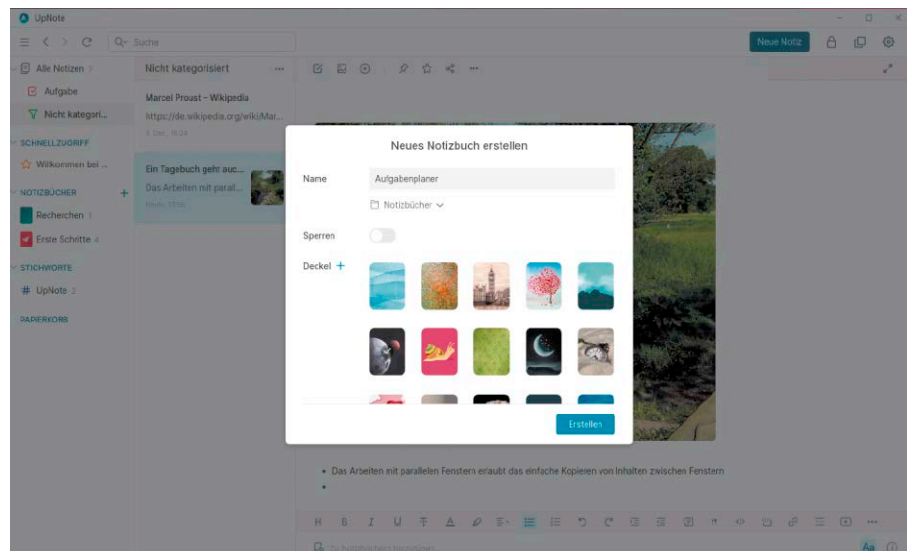 UpNote
Suche
Neue Notiz
Alle Notizen 7
Aufgabe
Nicht kategori...
SCHNELLZUGRIFF
Willkommen bei ...
NOTIZBÜCHER +
Recherchen 1
Erste Schritte 4
STICHWORTE
# UpNote 2
PAPIERKORB
Nicht kategorisiert
Marcel Proust – Wikipedia
https://de.wikipedia.org/wiki/Mar...
Ein Tagebuch geht auc...
Das Arbeiten mit parall...
Neues Notizbuch erstellen
Name
Aufgabenplaner
Notizbücher
Sperren
Deckel +
Erstellen
• Das Arbeiten mit parallelen Fenstern erlaubt das einfache Kopieren von Inhalten zwischen Fenstern
•
H B I U T A
Aa